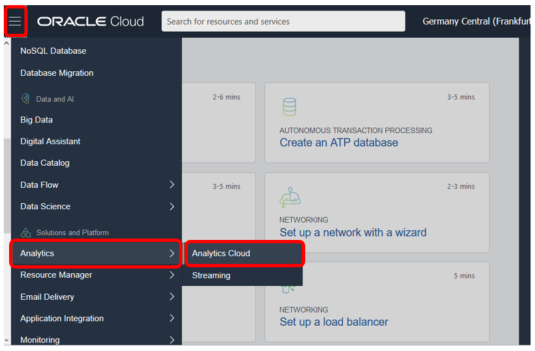 ORACLE Cloud
Search for resources and services
Germany Central (Frankfurt
NoSQL Database
Database Migration
Data and AI
Big Data
Digital Assistant
Data Catalog
Data Flow
Data Science
Solutions and Platform
Analytics
Resource Manager
Email Delivery
Application Integration
Monitoring
Analytics Cloud
Streaming
2-6 mins
3-5 mins
AUTONOMOUS TRANSACTION PROCESSING
Create an ATP database
3-5 mins
2-3 mins
NETWORKING
Set up a network with a wizard
5 mins
NETWORKING
Set up a load balancer